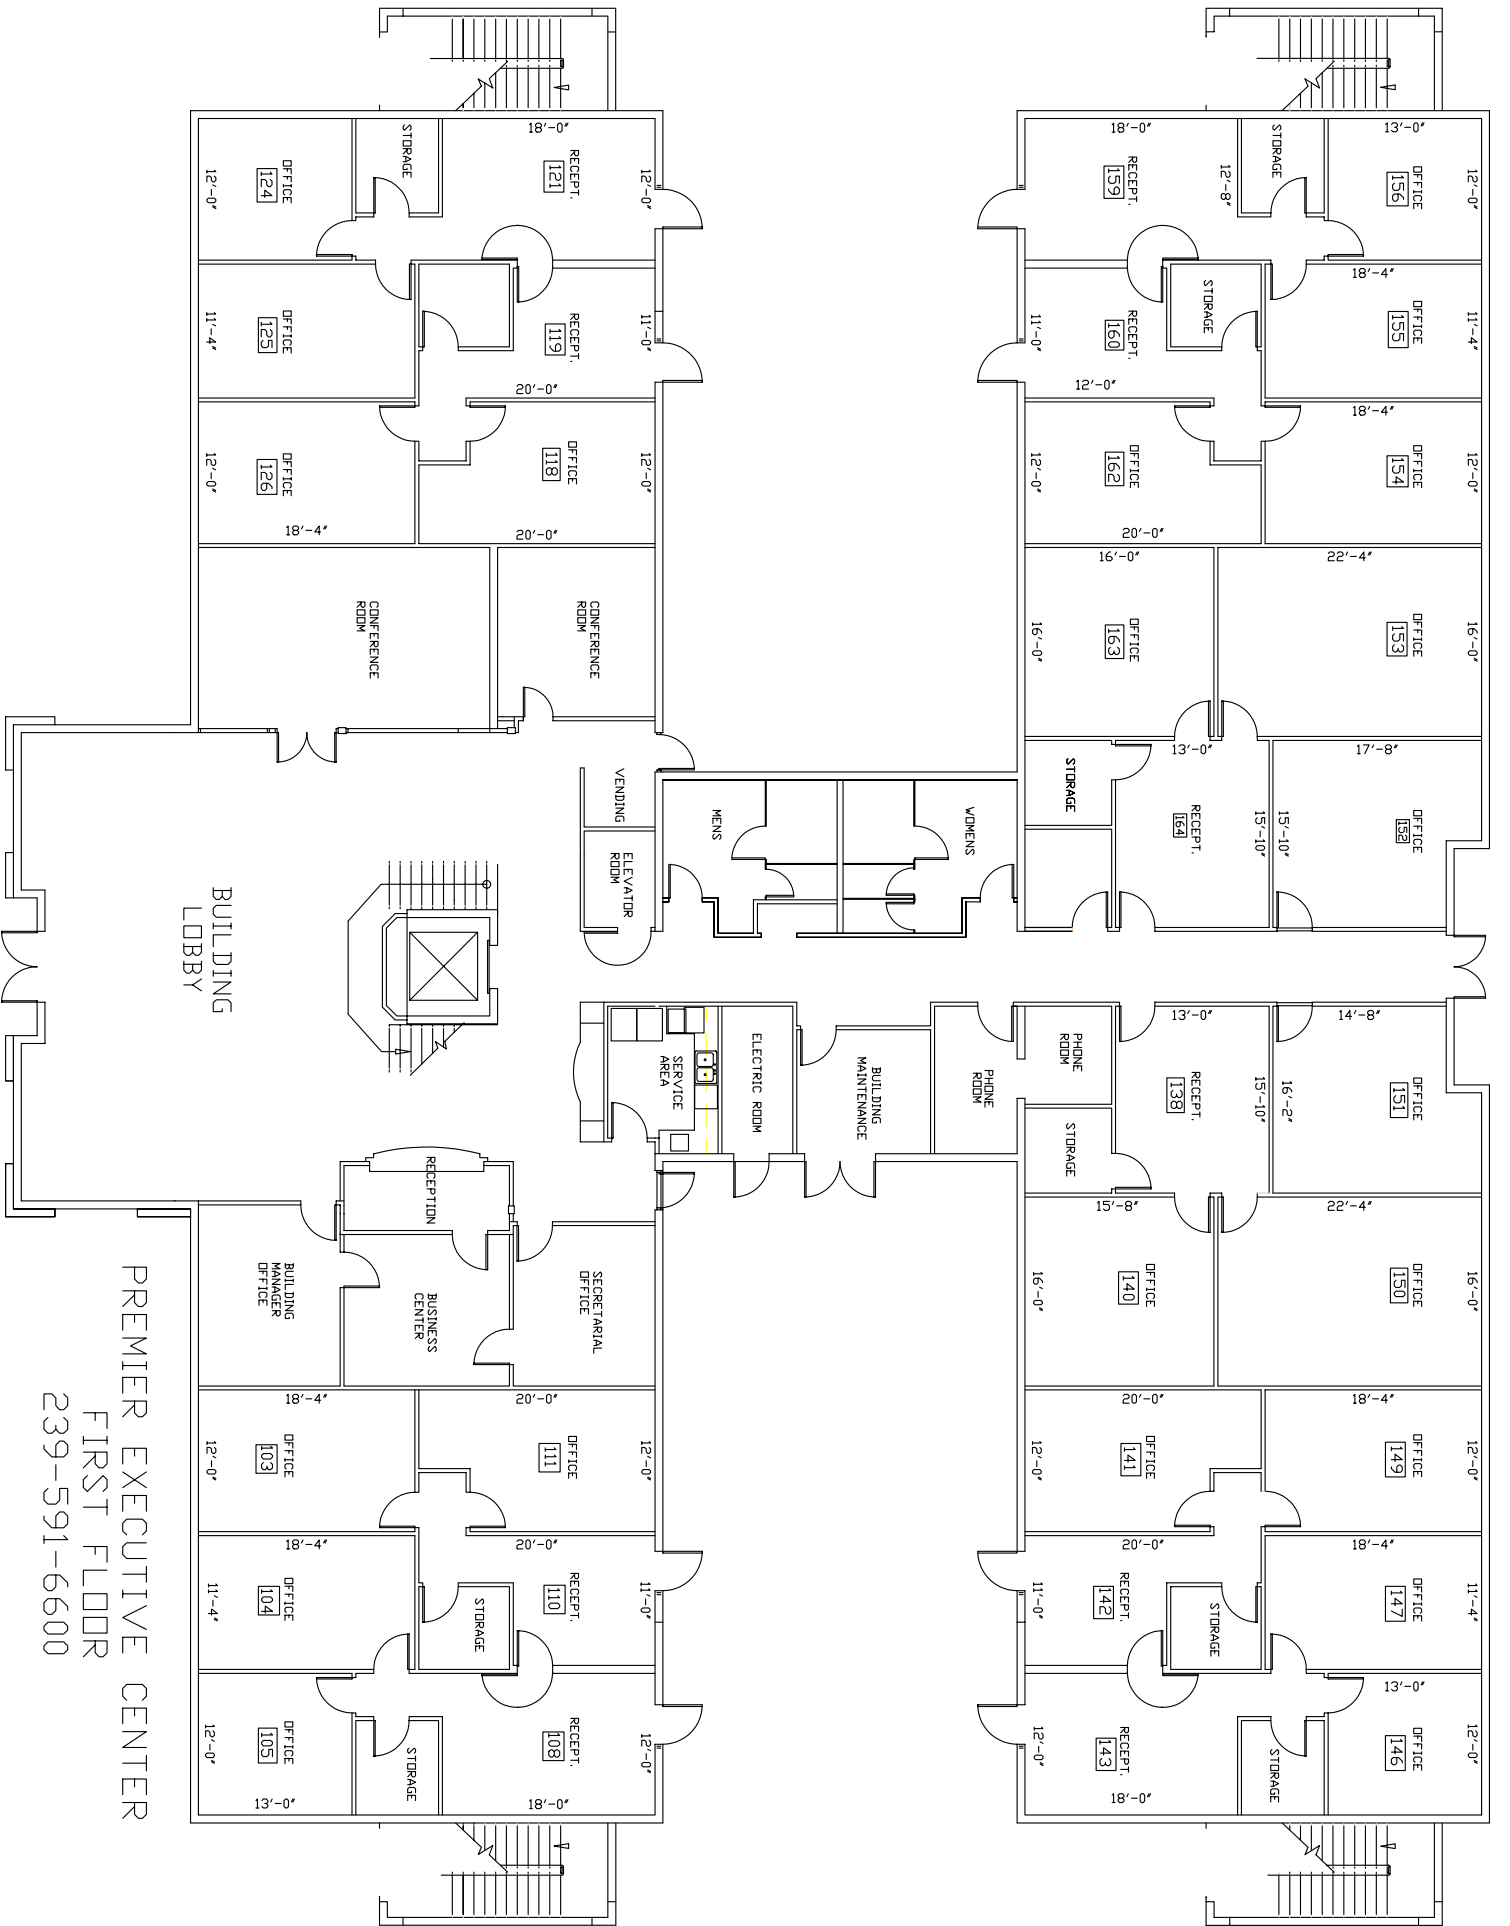 18'-0"
STORAGE
OFFICE
124
12'-0"
RECEPT.
121
12'-0"
OFFICE
125
11'-4"
RECEPT.
119
11'-0"
20'-0"
OFFICE
126
12'-0"
18'-4"
OFFICE
118
12'-0"
20'-0"
CONFERENCE
ROOM
CONFERENCE
ROOM
18'-0"
RECEPT.
159
12'-8"
STORAGE
13'-0"
OFFICE
156
12'-0"
RECEPT.
160
11'-0"
12'-0"
STORAGE
18'-4"
OFFICE
155
11'-4"
OFFICE
162
12'-0"
20'-0"
18'-4"
OFFICE
154
12'-0"
16'-0"
OFFICE
163
16'-0"
22'-4"
OFFICE
153
16'-0"
13'-0"
STORAGE
RECEPT.
164
15'-10"
17'-8"
15'-10"
OFFICE
152
VENDING
ELEVATOR
ROOM
MENS
WOMENS
BUILDING
LOBBY
SERVICE
AREA
ELECTRIC ROOM
BUILDING
MAINTENANCE
PHONE
ROOM
PHONE
ROOM
STORAGE
13'-0"
RECEPT.
138
15'-10"
14'-8"
16'-2"
OFFICE
151
RECEPTION
BUILDING
MANAGER
OFFICE
BUSINESS
CENTER
SECRETARIAL
OFFICE
15'-8"
OFFICE
140
16'-0"
22'-4"
OFFICE
150
16'-0"
18'-4"
OFFICE
103
12'-0"
20'-0"
OFFICE
111
12'-0"
20'-0"
OFFICE
141
12'-0"
18'-4"
OFFICE
149
12'-0"
18'-4"
OFFICE
104
11'-4"
20'-0"
RECEPT.
110
11'-0"
STORAGE
20'-0"
RECEPT.
142
11'-0"
STORAGE
18'-4"
OFFICE
147
11'-4"
OFFICE
105
12'-0"
13'-0"
STORAGE
RECEPT.
108
12'-0"
18'-0"
RECEPT.
143
12'-0"
18'-0"
STORAGE
13'-0"
OFFICE
146
12'-0"
PREMIER EXECUTIVE CENTER
FIRST FLOOR
239-591-6600